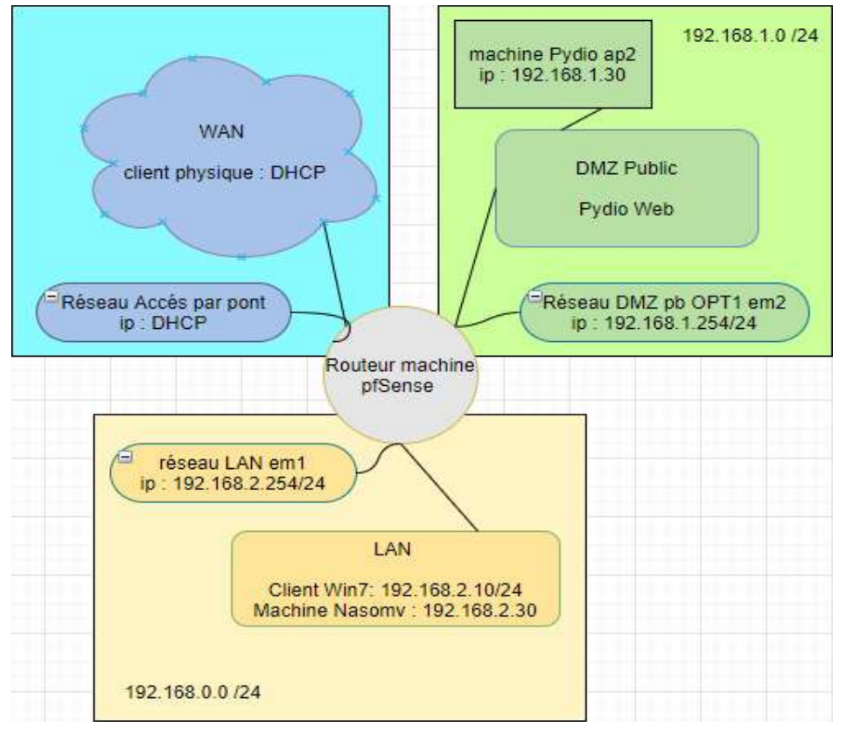 WAN
client physique : DHCP
Réseau Accés par pont
ip : DHCP
192.168.1.0 /24
machine Pydio ap2
ip : 192.168.1.30
DMZ Public
Pydio Web
Réseau DMZ pb OPT1 em2
ip : 192.168.1.254/24
Routeur machine
pfSense
réseau LAN em1
ip : 192.168.2.254/24
LAN
Client Win7: 192.168.2.10/24
Machine Nasomv : 192.168.2.30
192.168.0.0 /24